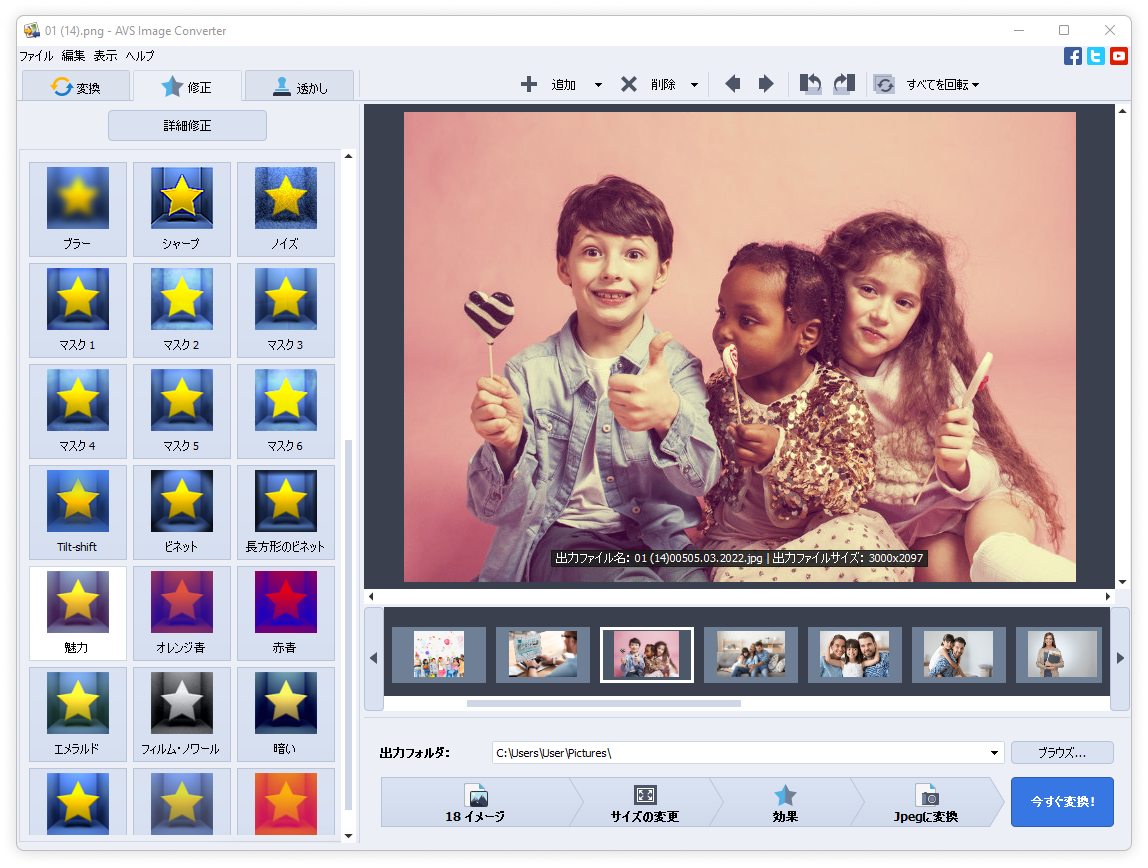 01 (14).png - AVS Image Converter
ファイル 編集 表示 ヘルプ
変換 修正 透かし
追加 削除 すべてを回転
詳細修正
ブラー シャープ ノイズ
マスク 1 マスク 2 マスク 3
マスク 4 マスク 5 マスク 6
Tilt-shift ビネット 長方形のビネット
魅力 オレンジ青 赤青
エメラルド フィルム・ノワール 暗い
出力ファイル名: 01 (14)00505.03.2022.jpg | 出力ファイルサイズ: 3000x2097
出力フォルダ: C:\Users\User\Pictures\ ブラウズ...
18 イメージ サイズの変更 効果 Jpegに変換 今すぐ変換!